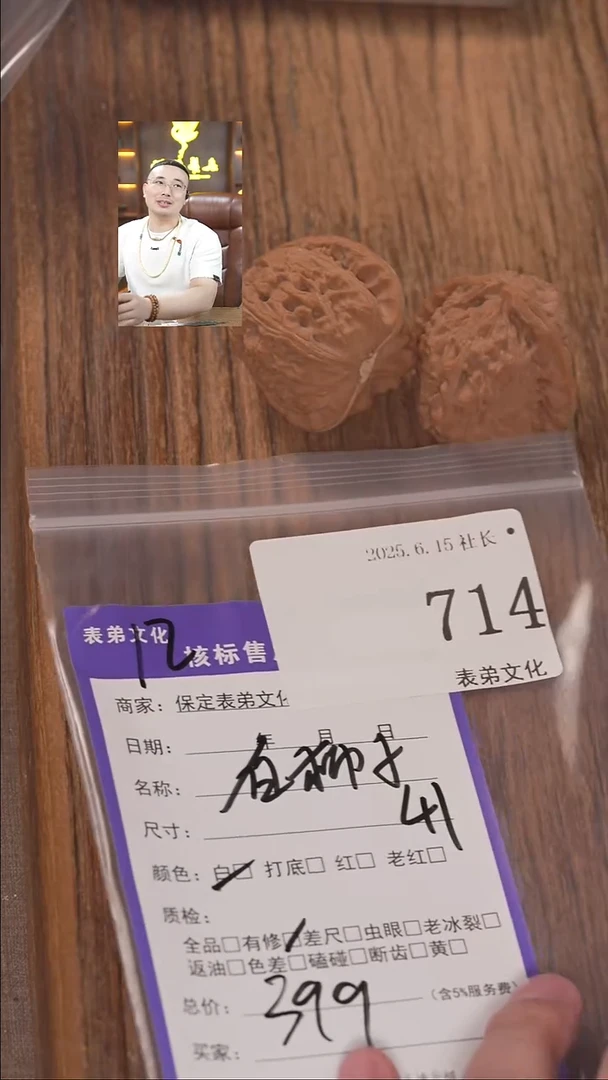 2025.6.15 社长
714
表弟文化
表弟文化
12
核标售
商家：保定表弟文化
日期： 年 月 日
名称： 白狮子
尺寸： 41
颜色：白□ 打底□ 红□ 老红□
质检：
全品□有修□差尺□虫眼□老冰裂□
返油□色差□磕碰□断齿□黄□
总价： 399 （含5%服务费）
买家：